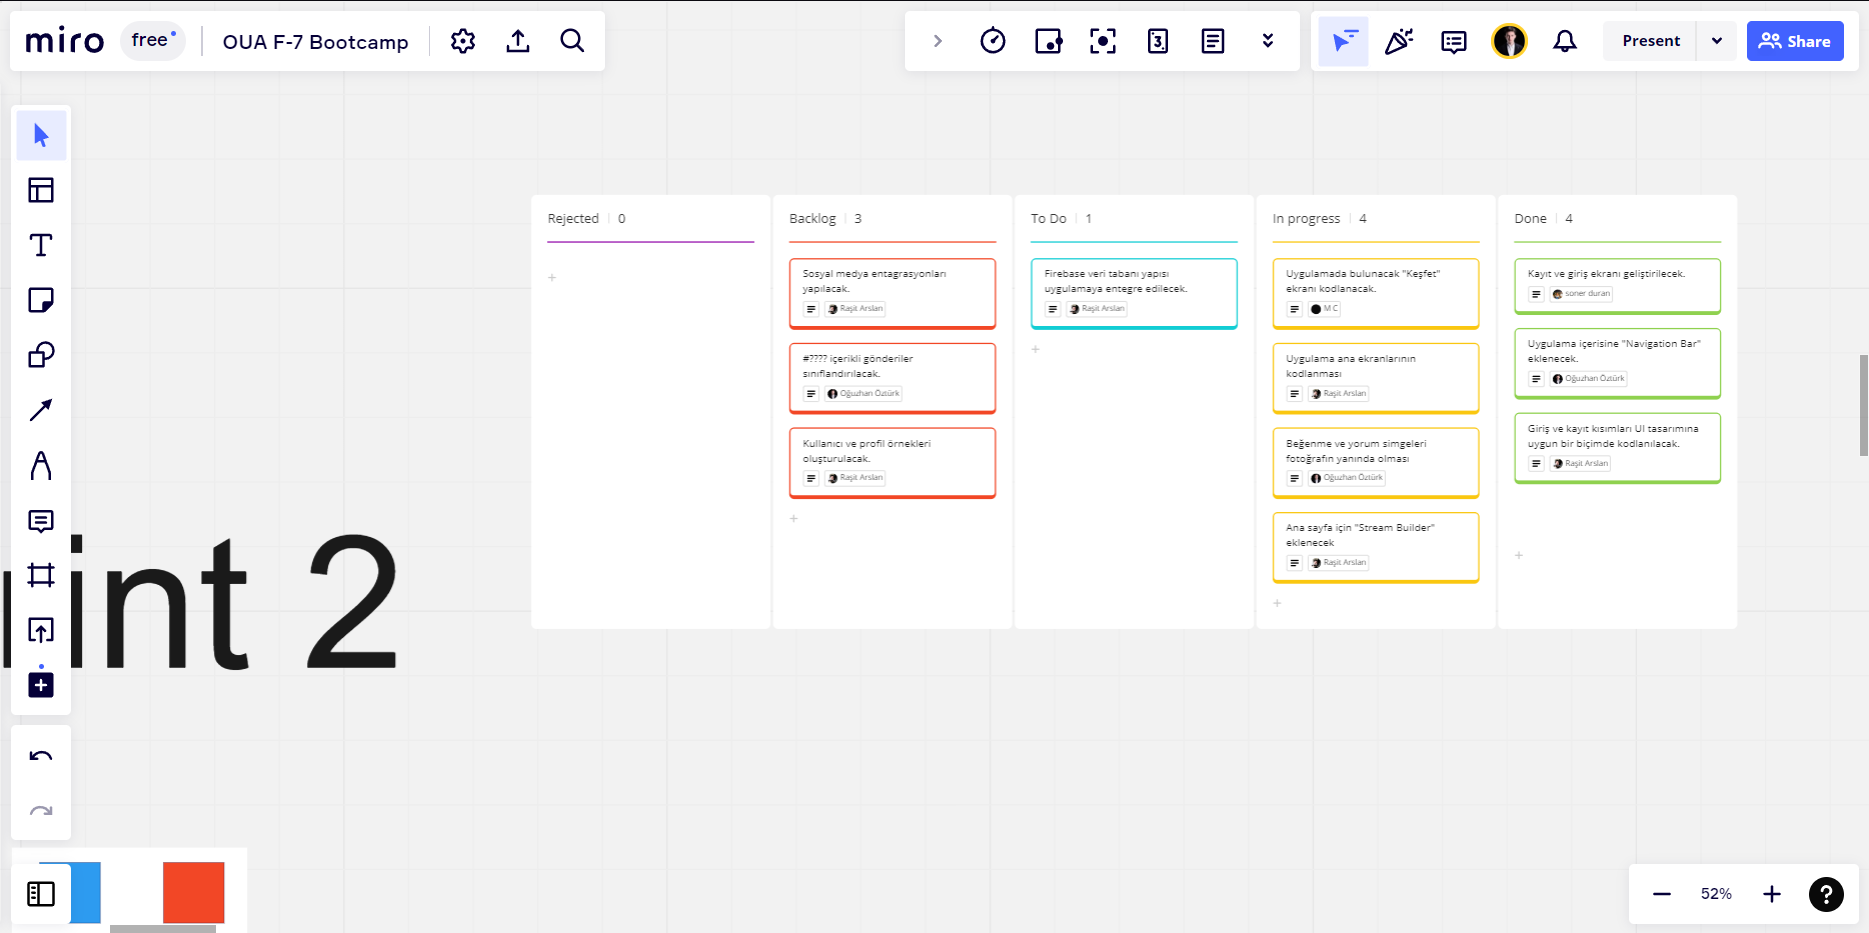 miro free OUA F-7 Bootcamp
3
Present
Share
Rejected 0
+
Backlog 3
Sosyal medya entagrasyonları
yapılacak.
Raşit Arslan
#???? içerikli gönderiler
sınıflandırılacak.
Oğuzhan Öztürk
Kullanıcı ve profil örnekleri
oluşturulacak.
Raşit Arslan
+
To Do 1
Firebase veri tabanı yapısı
uygulamaya entegre edilecek.
Raşit Arslan
+
In progress 4
Uygulamada bulunacak "Keşfet"
ekranı kodlanacak.
M C
Uygulama ana ekranlarının
kodlanması
Raşit Arslan
Beğenme ve yorum simgeleri
fotoğrafın yanında olması
Oğuzhan Öztürk
Ana sayfa için "Stream Builder"
eklenecek
Raşit Arslan
+
Done 4
Kayıt ve giriş ekranı geliştirilecek.
soner duran
Uygulama içerisine "Navigation Bar"
eklenecek.
Oğuzhan Öztürk
Giriş ve kayıt kısımları UI tasarımına
uygun bir biçimde kodlanılacak.
Raşit Arslan
+
int 2
52%
?